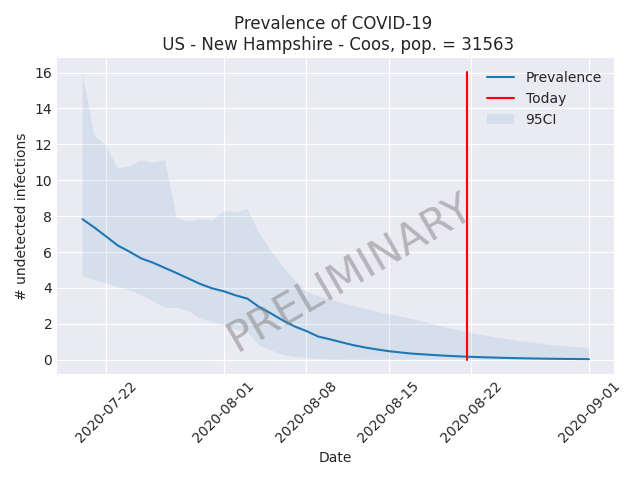 Prevalence of COVID-19
US - New Hampshire - Coos, pop. = 31563
# undetected infections
16
14
12
10
8
6
4
2
0
Prevalence
Today
95CI
PRELIMINARY
2020-07-22
2020-08-01
2020-08-08
2020-08-15
2020-08-22
2020-09-01
Date